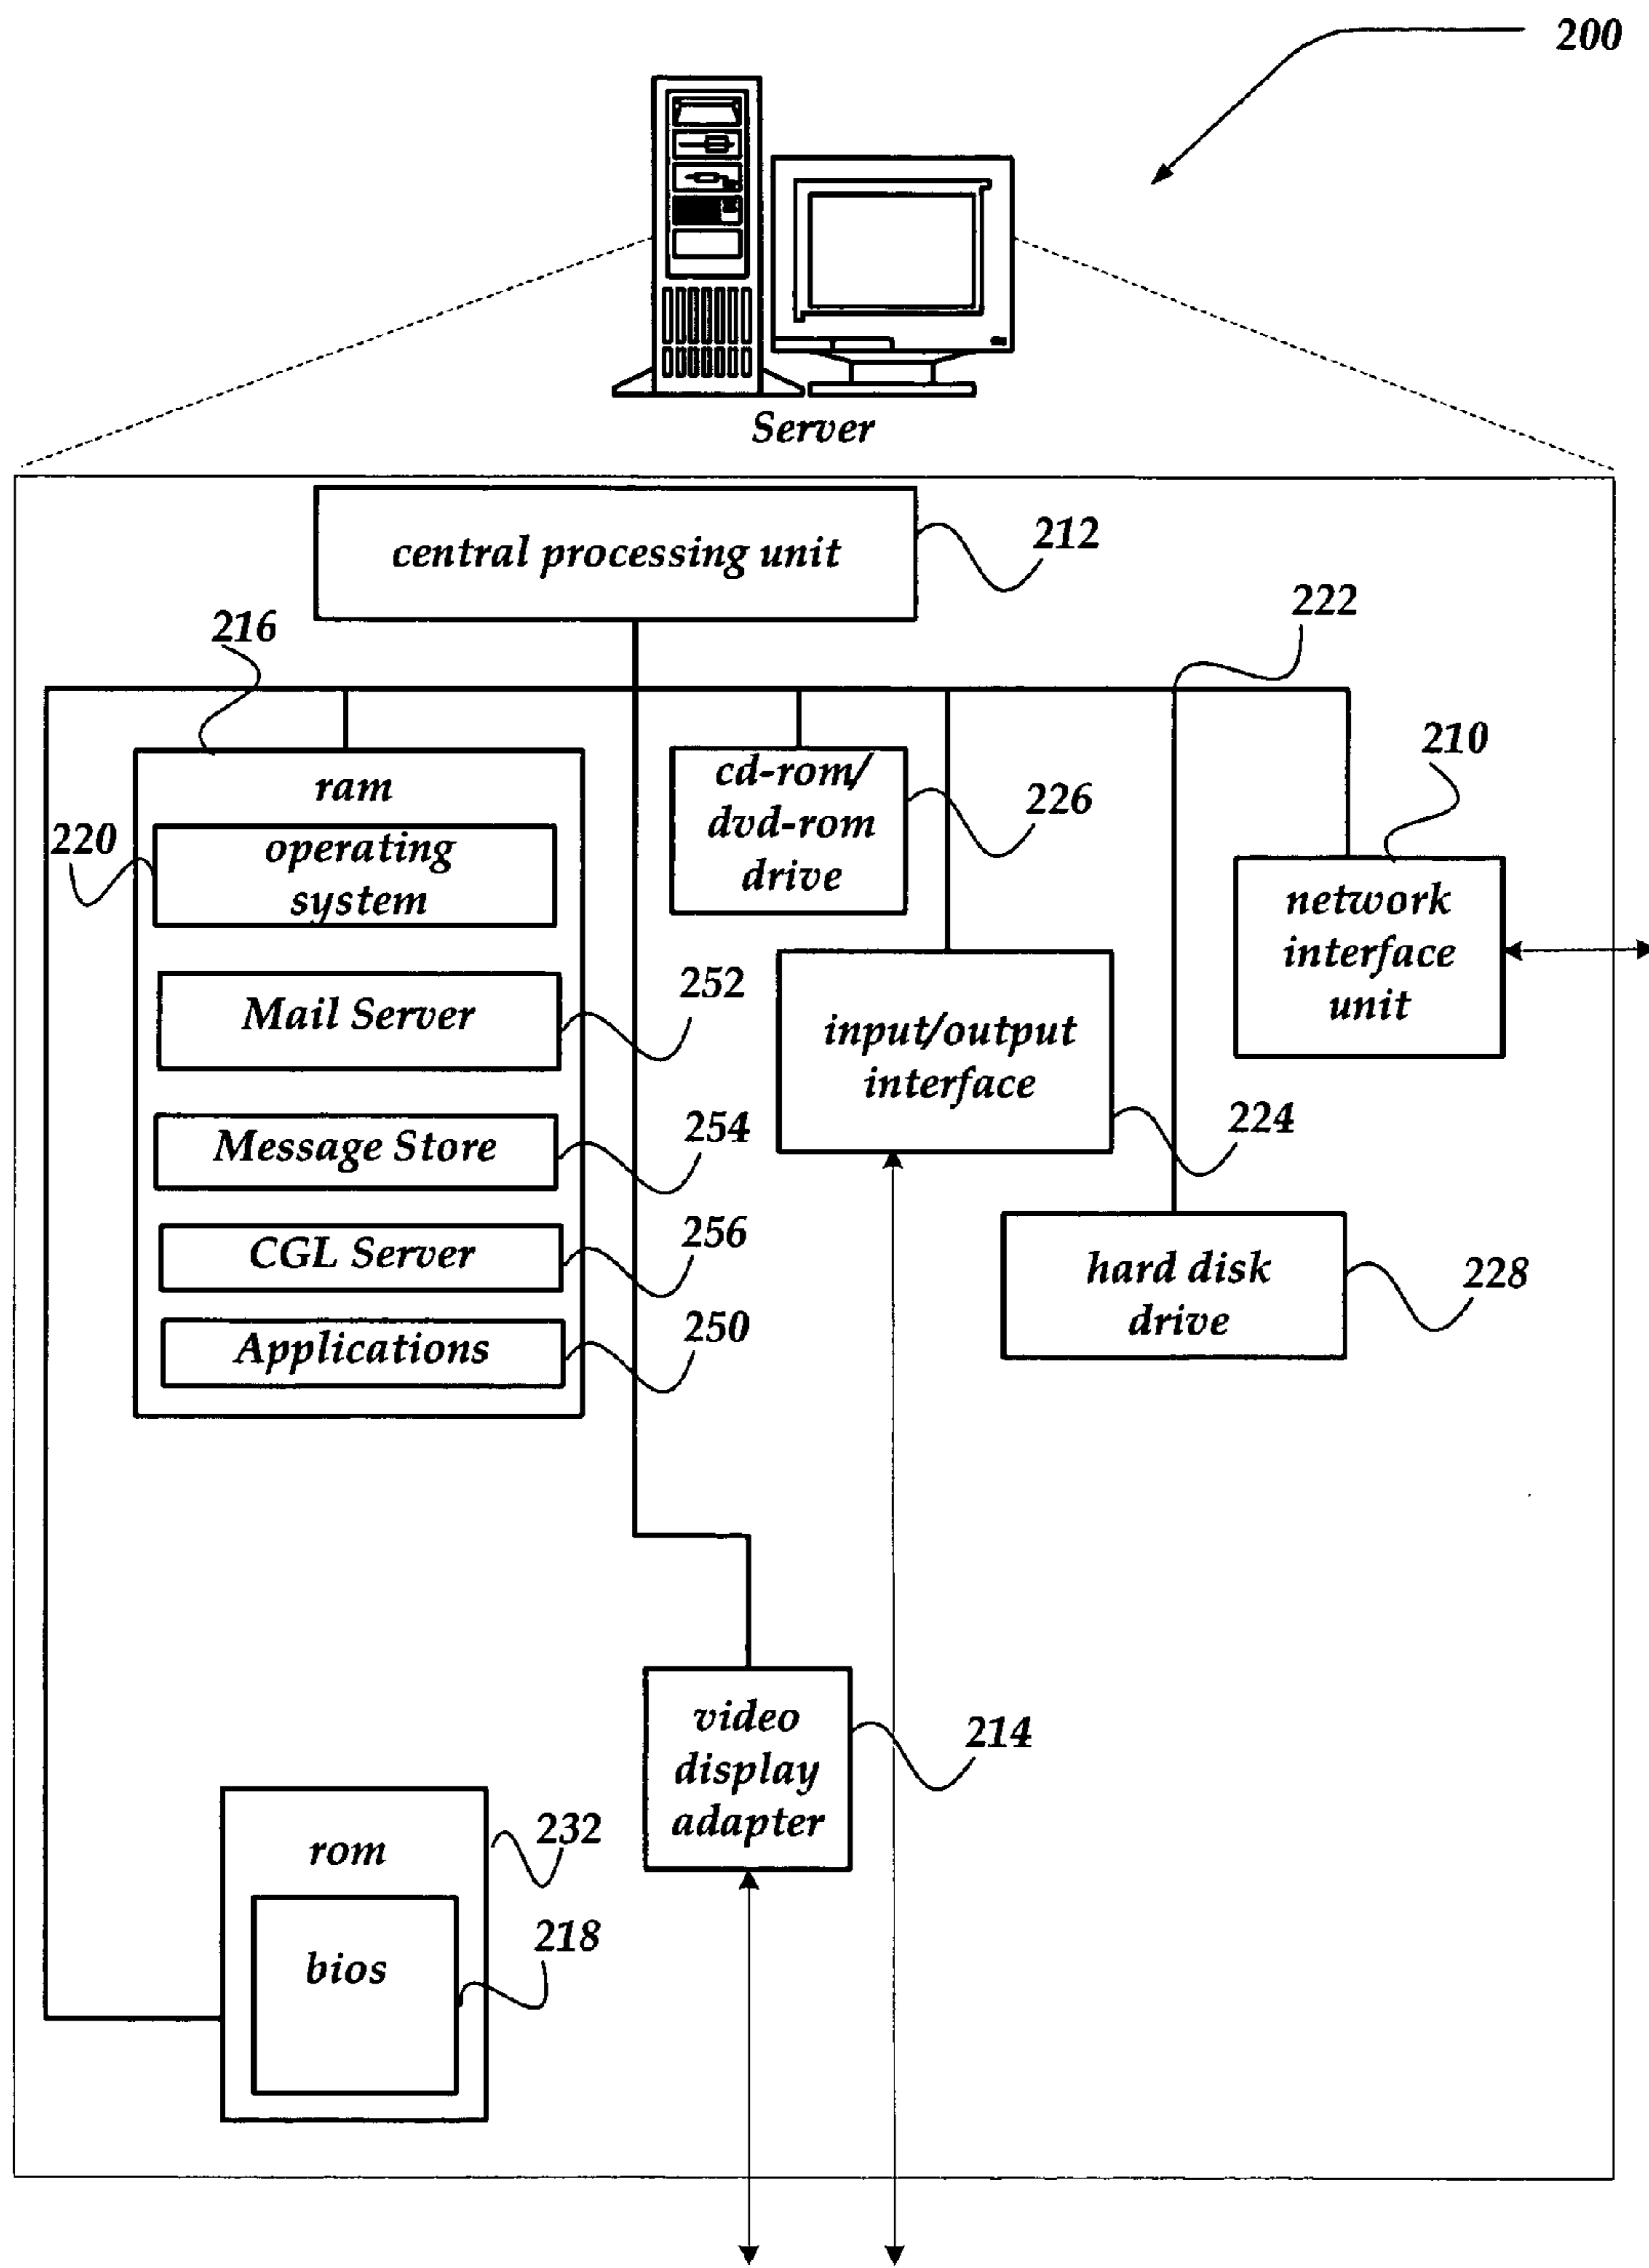 200
Server
central processing unit
212
222
216
210
ram
cd-rom/
dvd-rom
drive
226
220
operating
system
network
interface
unit
Mail Server
252
input/output
interface
Message Store
254
224
CGL Server
256
hard disk
drive
228
Applications
250
video
display
adapter
214
rom
232
bios
218